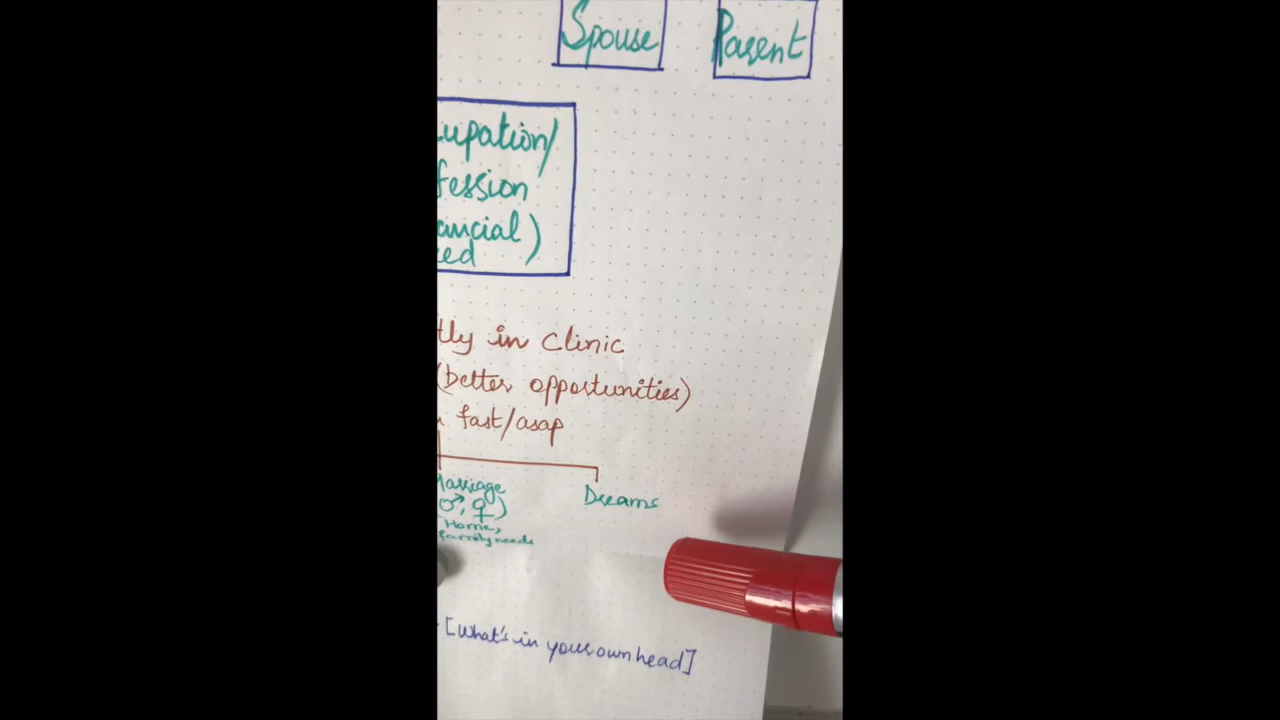 Spouse Parent
upation/
fession
ancial)
eed
tly in Clinic
(better opportunities)
fast/asap
Marriage
(♂, ♀)
(Home,
family needs
Dreams
[What's in your own head]